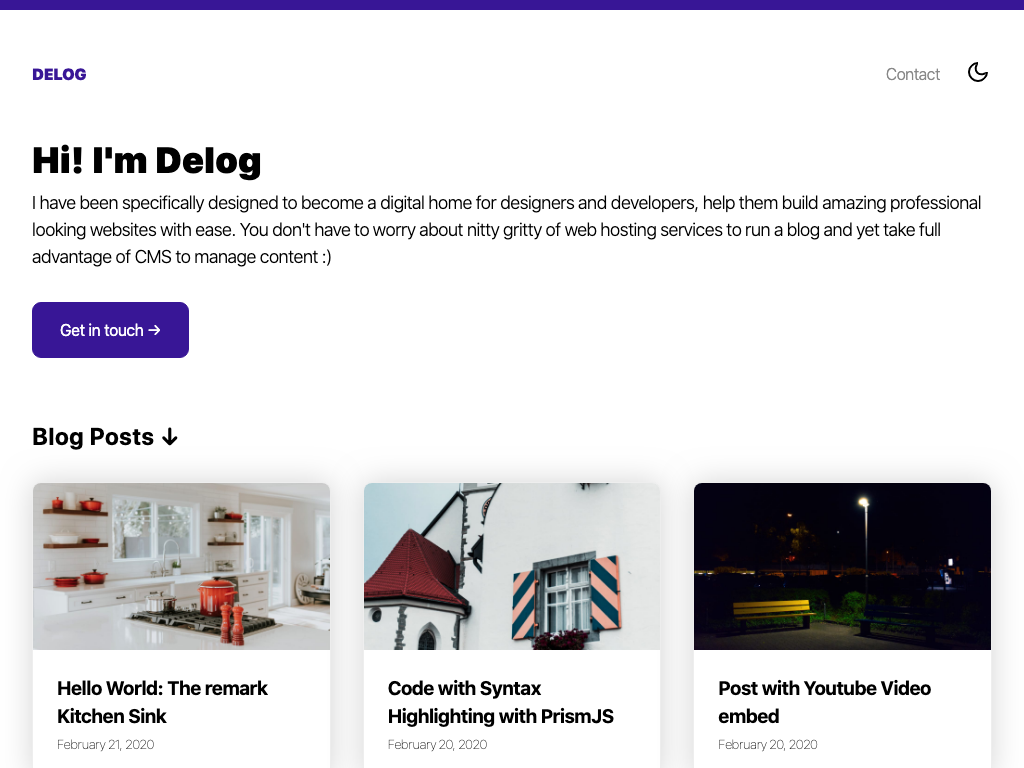 DELOG
Contact
Hi! I'm Delog
I have been specifically designed to become a digital home for designers and developers, help them build amazing professional
looking websites with ease. You don't have to worry about nitty gritty of web hosting services to run a blog and yet take full
advantage of CMS to manage content :)
Get in touch →
Blog Posts ↓
Hello World: The remark
Kitchen Sink
February 21, 2020
Code with Syntax
Highlighting with PrismJS
February 20, 2020
Post with Youtube Video
embed
February 20, 2020